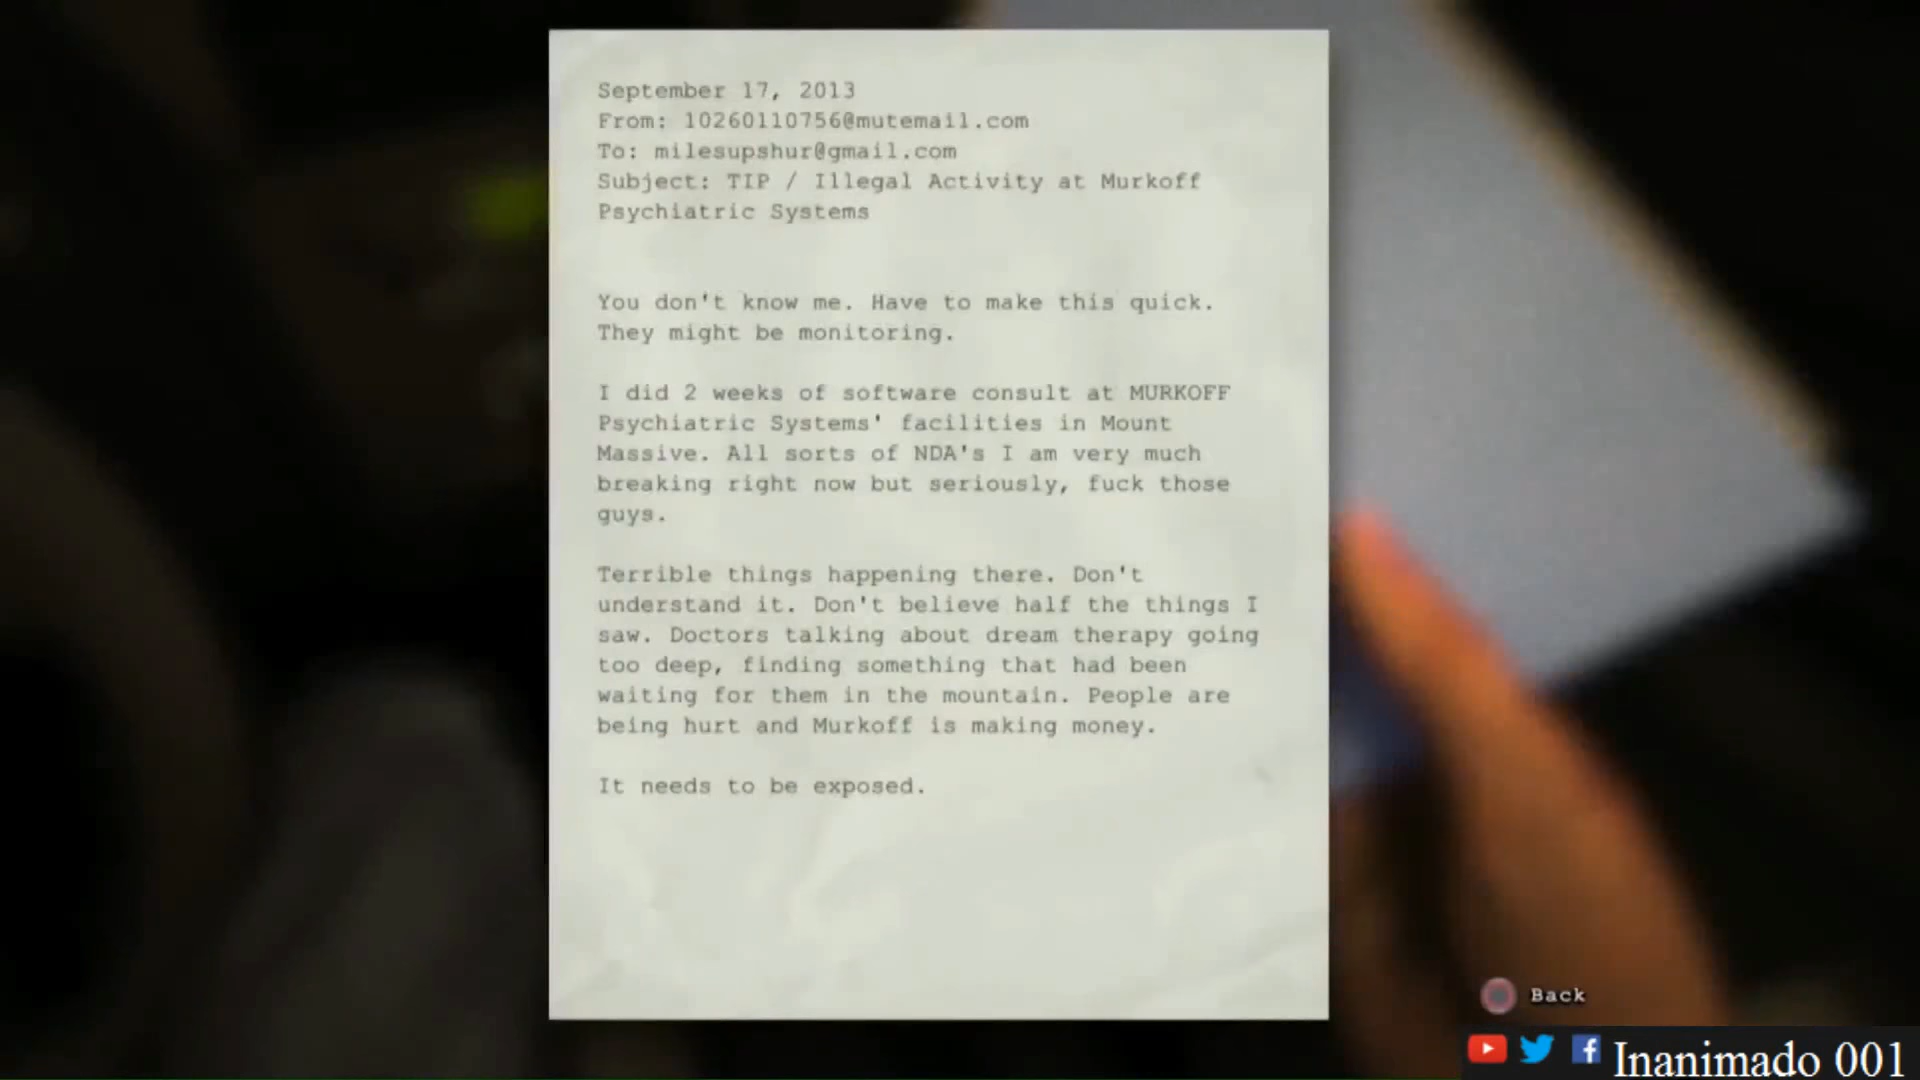 September 17, 2013
From: 10260110756@mutemail.com
To: milesupshur@gmail.com
Subject: TIP / Illegal Activity at Murkoff
Psychiatric Systems
You don't know me. Have to make this quick.
They might be monitoring.
I did 2 weeks of software consult at MURKOFF
Psychiatric Systems' facilities in Mount
Massive. All sorts of NDA's I am very much
breaking right now but seriously, fuck those
guys.
Terrible things happening there. Don't
understand it. Don't believe half the things I
saw. Doctors talking about dream therapy going
too deep, finding something that had been
waiting for them in the mountain. People are
being hurt and Murkoff is making money.
It needs to be exposed.
Back
Inanimado 001